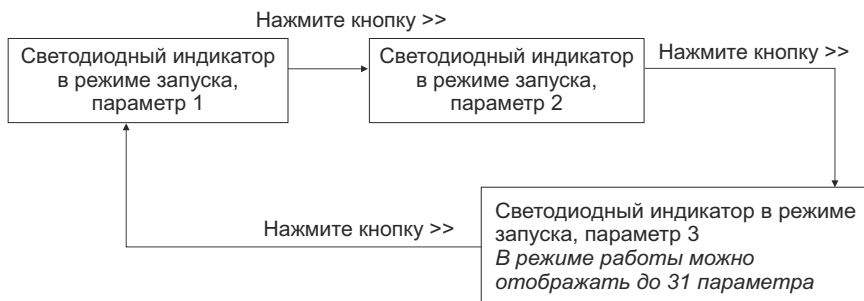 Нажмите кнопку >>
Светодиодный индикатор
в режиме запуска,
параметр 1
Светодиодный индикатор
в режиме запуска,
параметр 2
Нажмите кнопку >>
Светодиодный индикатор в режиме
запуска, параметр 3
В режиме работы можно
отображать до 31 параметра
Нажмите кнопку >>